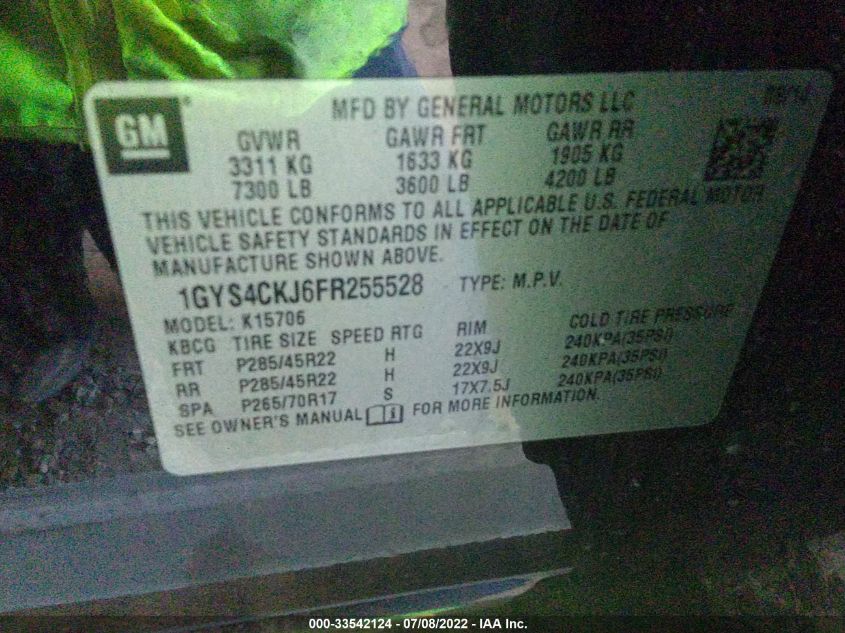 GM
MFD BY GENERAL MOTORS LLC
GVWR GAWR FRT GAWR RR
3311 KG 1633 KG 1905 KG
7300 LB 3600 LB 4200 LB
THIS VEHICLE CONFORMS TO ALL APPLICABLE U.S. FEDERAL MOTOR
VEHICLE SAFETY STANDARDS IN EFFECT ON THE DATE OF
MANUFACTURE SHOWN ABOVE.
1GYS4CKJ6FR255528 TYPE: M.P.V.
MODEL: K15706
KBCG TIRE SIZE SPEED RTG RIM COLD TIRE PRESSURE
FRT P285/45R22 H 22X9J 240KPA(35PSI)
RR P285/45R22 H 22X9J 240KPA(35PSI)
SPA P265/70R17 S 17X7.5J 240KPA(35PSI)
SEE OWNER'S MANUAL FOR MORE INFORMATION.
000-33542124 - 07/08/2022 - IAA Inc.